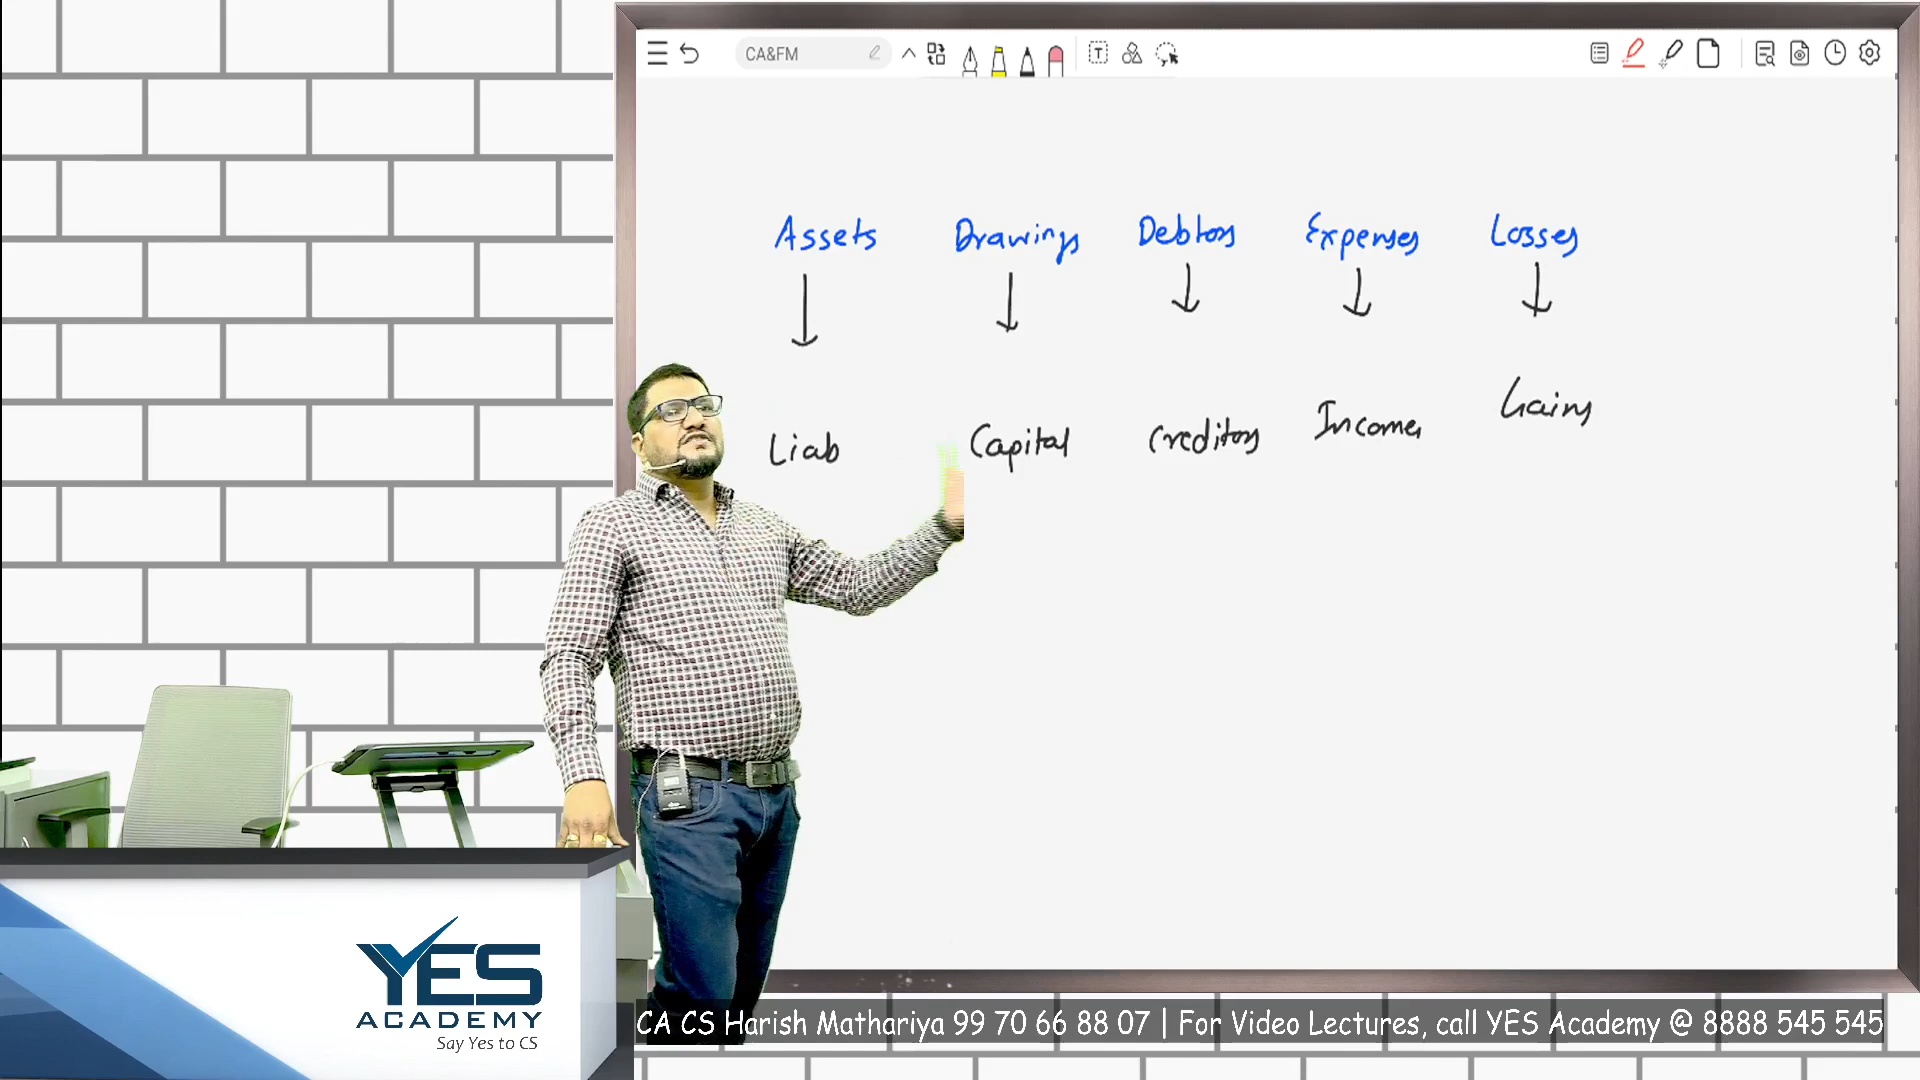 CA&FM
T
Assets Drawings Debtors Expenses Losses
Liab Capital Creditors Incomes Gains
YES
ACADEMY
Say Yes to CS
CA CS Harish Mathariya 99 70 66 88 07 | For Video Lectures, call YES Academy @ 8888 545 545